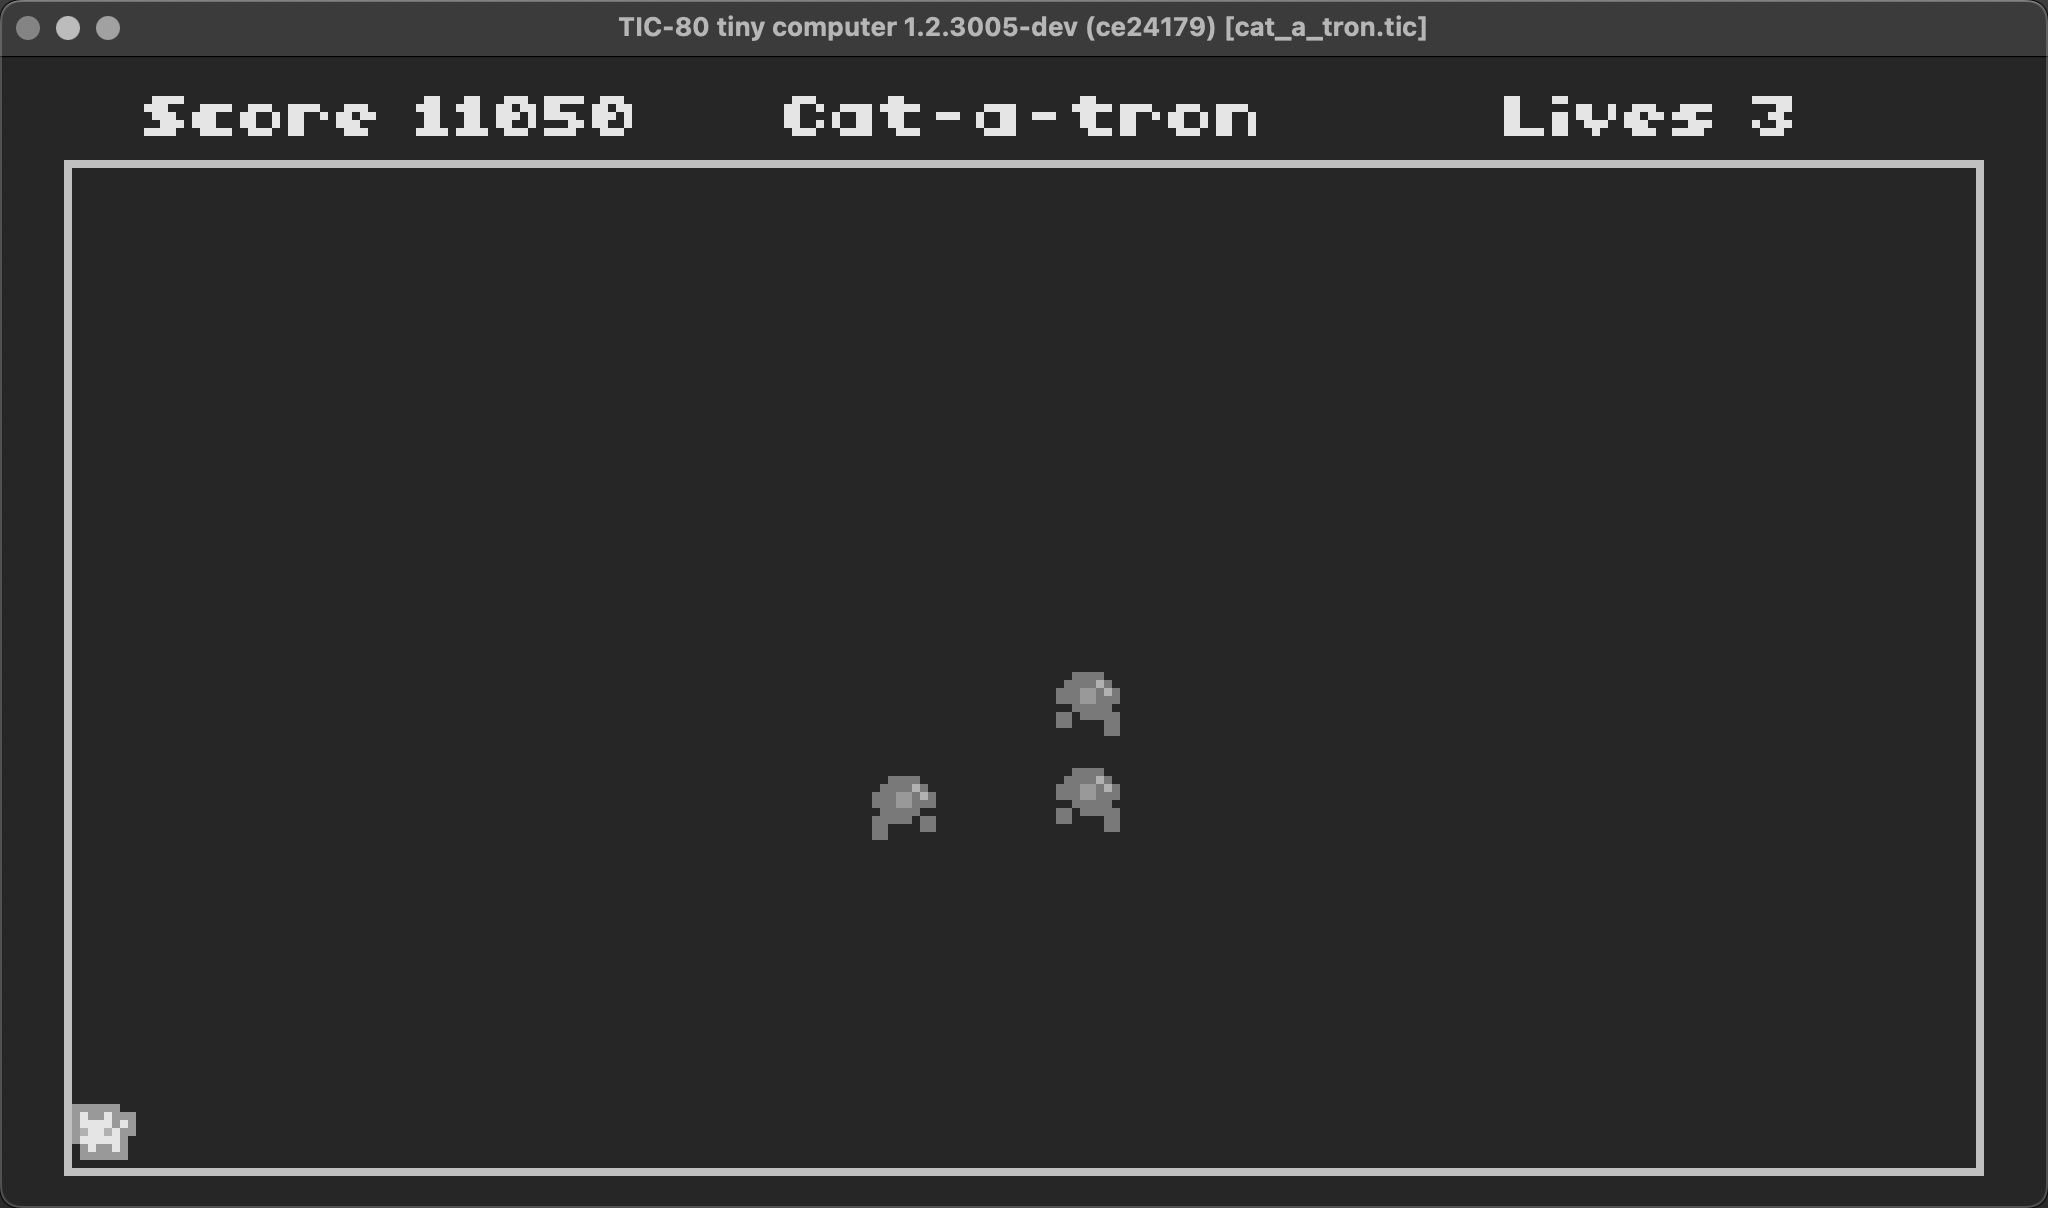 TIC-80 tiny computer 1.2.3005-dev (ce24179) [cat_a_tron.tic]
Score 11050 Cat-a-tron Lives 3